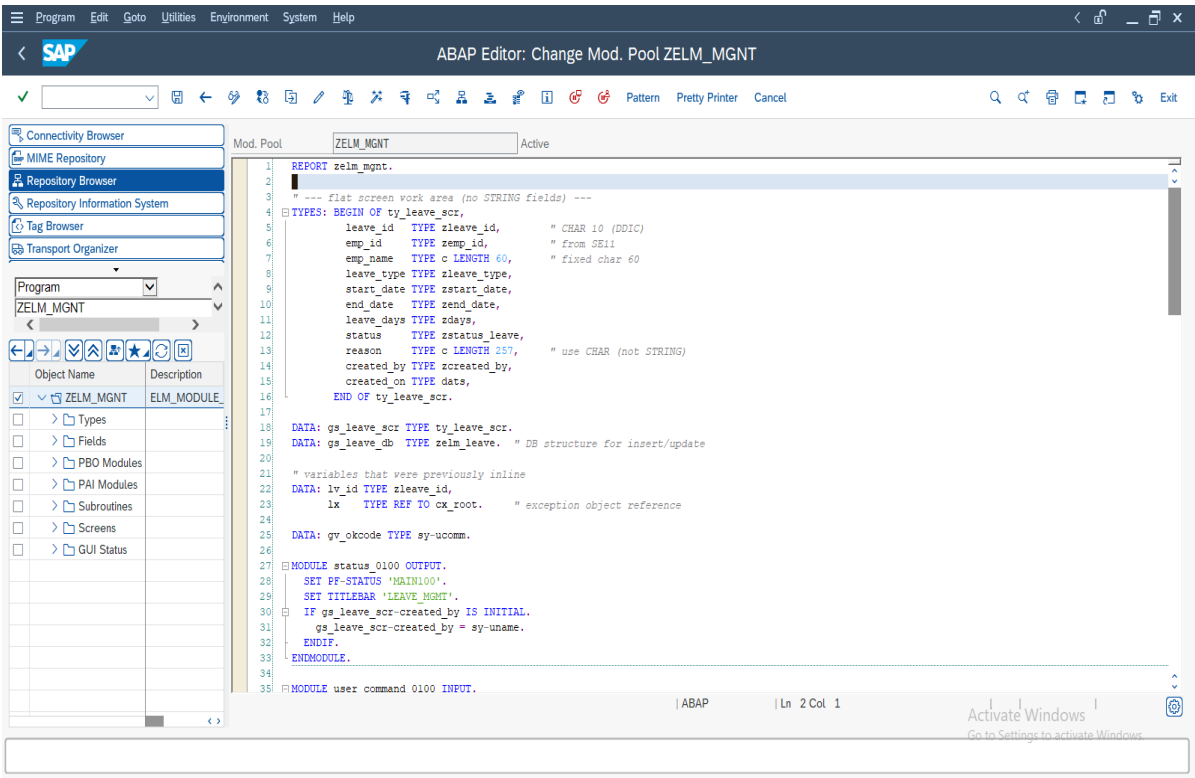 Program Edit Goto Utilities Environment System Help
SAP ABAP Editor: Change Mod. Pool ZELM_MGNT
Pattern Pretty Printer Cancel Exit
Connectivity Browser
MIME Repository
Repository Browser
Repository Information System
Tag Browser
Transport Organizer
Program
ZELM_MGNT
Object Name Description
ZELM_MGNT ELM_MODULE_
Types
Fields
PBO Modules
PAI Modules
Subroutines
Screens
GUI Status
Mod. Pool ZELM_MGNT Active
1 REPORT zelm_mgnt.
2
3 " --- flat screen work area (no STRING fields) ---
4 TYPES: BEGIN OF ty_leave_scr,
5 leave_id TYPE zleave_id, " CHAR 10 (DDIC)
6 emp_id TYPE zemp_id, " from SE11
7 emp_name TYPE c LENGTH 60, " fixed char 60
8 leave_type TYPE zleave_type,
9 start_date TYPE zstart_date,
10 end_date TYPE zend_date,
11 leave_days TYPE zdays,
12 status TYPE zstatus_leave,
13 reason TYPE c LENGTH 257, " use CHAR (not STRING)
14 created_by TYPE zcreated_by,
15 created_on TYPE dats,
16 END OF ty_leave_scr.
17
18 DATA: gs_leave_scr TYPE ty_leave_scr.
19 DATA: gs_leave_db TYPE zelm_leave. " DB structure for insert/update
20
21 " variables that were previously inline
22 DATA: lv_id TYPE zleave_id,
23 lx TYPE REF TO cx_root. " exception object reference
24
25 DATA: gv_okcode TYPE sy-ucomm.
26
27 MODULE status_0100 OUTPUT.
28 SET PF-STATUS 'MAIN100'.
29 SET TITLEBAR 'LEAVE_MGMT'.
30 IF gs_leave_scr-created_by IS INITIAL.
31 gs_leave_scr-created_by = sy-uname.
32 ENDIF.
33 ENDMODULE.
34
35 MODULE user_command_0100 INPUT.
ABAP Ln 2 Col 1
Activate Windows
Go to Settings to activate Windows.